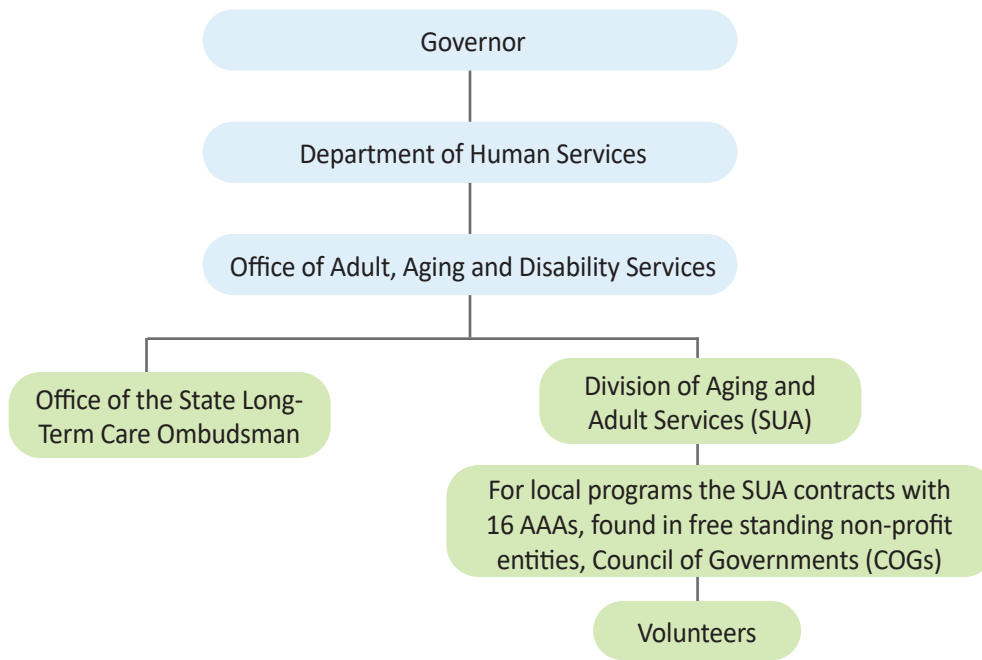 Governor
Department of Human Services
Office of Adult, Aging and Disability Services
Office of the State Long-
Term Care Ombudsman
Division of Aging and
Adult Services (SUA)
For local programs the SUA contracts with
16 AAAs, found in free standing non-profit
entities, Council of Governments (COGs)
Volunteers